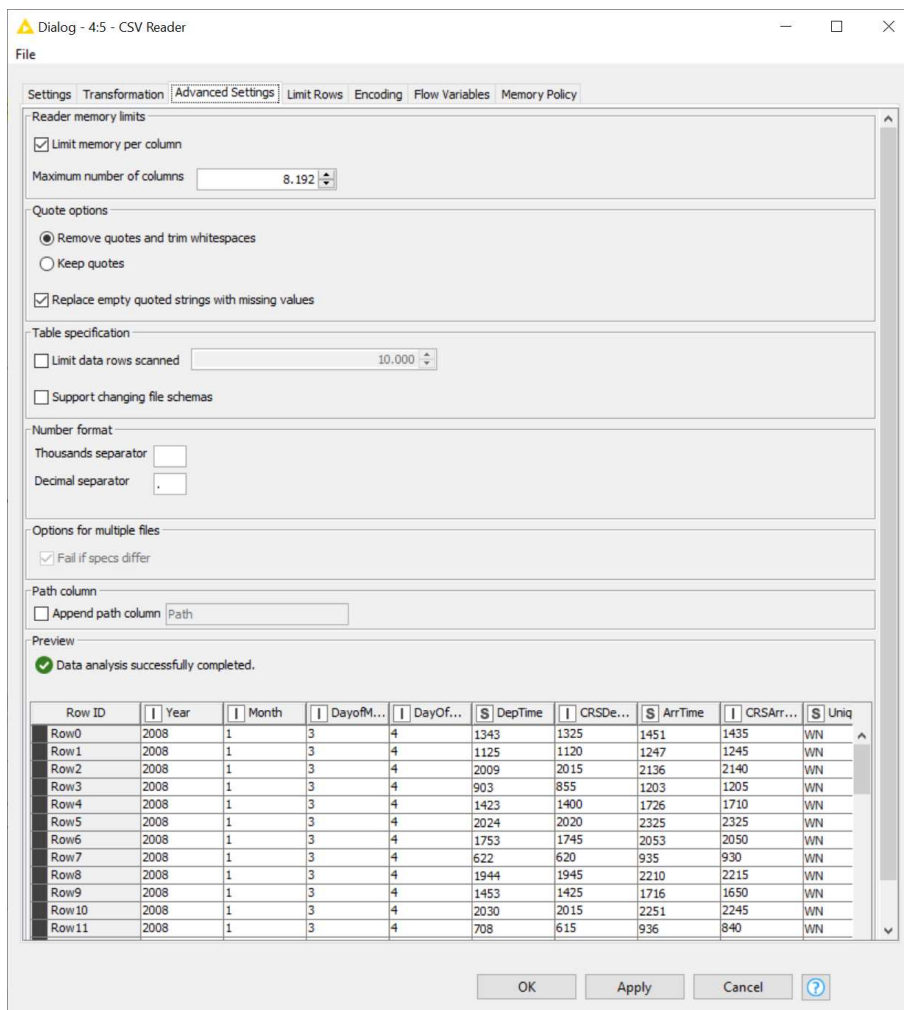 Dialog - 4:5 - CSV Reader
File
Settings Transformation Advanced Settings Limit Rows Encoding Flow Variables Memory Policy
Reader memory limits
Limit memory per column
Maximum number of columns 8.192
Quote options
Remove quotes and trim whitespaces
Keep quotes
Replace empty quoted strings with missing values
Table specification
Limit data rows scanned 10.000
Support changing file schemas
Number format
Thousands separator
Decimal separator .
Options for multiple files
Fail if specs differ
Path column
Append path column Path
Preview
Data analysis successfully completed.
Row ID I Year I Month I DayofM... I DayOf... S DepTime I CRSDe... S ArrTime I CRSArr... S Uniq
Row0 2008 1 3 4 1343 1325 1451 1435 WN
Row1 2008 1 3 4 1125 1120 1247 1245 WN
Row2 2008 1 3 4 2009 2015 2136 2140 WN
Row3 2008 1 3 4 903 855 1203 1205 WN
Row4 2008 1 3 4 1423 1400 1726 1710 WN
Row5 2008 1 3 4 2024 2020 2325 2325 WN
Row6 2008 1 3 4 1753 1745 2053 2050 WN
Row7 2008 1 3 4 622 620 935 930 WN
Row8 2008 1 3 4 1944 1945 2210 2215 WN
Row9 2008 1 3 4 1453 1425 1716 1650 WN
Row10 2008 1 3 4 2030 2015 2251 2245 WN
Row11 2008 1 3 4 708 615 936 840 WN
OK Apply Cancel ?